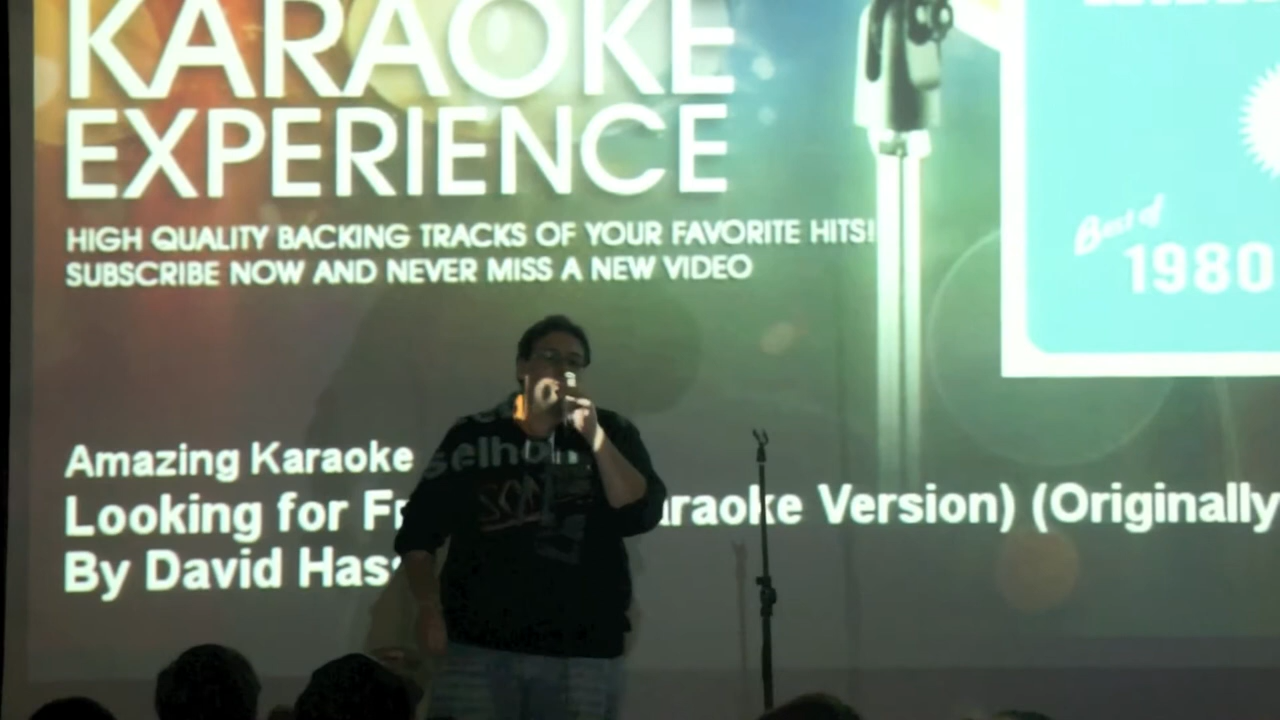 KARAOKE
EXPERIENCE
HIGH QUALITY BACKING TRACKS OF YOUR FAVORITE HITS!
SUBSCRIBE NOW AND NEVER MISS A NEW VIDEO
Best of
1980
Amazing Karaoke
Looking for Fr araoke Version) (Originally
By David Hass